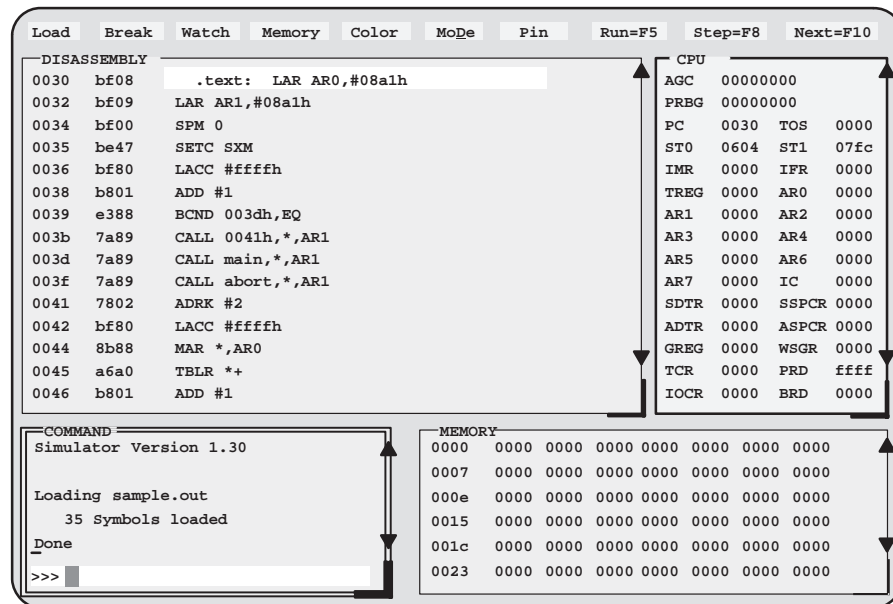 Load Break Watch Memory Color MoDe Pin Run=F5 Step=F8 Next=F10
DISASSEMBLY
0030 bf08 .text: LAR AR0,#08a1h
0032 bf09 LAR AR1,#08a1h
0034 bf00 SPM 0
0035 be47 SETC SXM
0036 bf80 LACC #ffffh
0038 b801 ADD #1
0039 e388 BCND 003dh,EQ
003b 7a89 CALL 0041h,*,AR1
003d 7a89 CALL main,*,AR1
003f 7a89 CALL abort,*,AR1
0041 7802 ADRK #2
0042 bf80 LACC #ffffh
0044 8b88 MAR *,AR0
0045 a6a0 TBLR *+
0046 b801 ADD #1
CPU
AGC 00000000
PRBG 00000000
PC 0030 TOS 0000
ST0 0604 ST1 07fc
IMR 0000 IFR 0000
TREG 0000 AR0 0000
AR1 0000 AR2 0000
AR3 0000 AR4 0000
AR5 0000 AR6 0000
AR7 0000 IC 0000
SDTR 0000 SSPCR 0000
ADTR 0000 ASPCR 0000
GREG 0000 WSGR 0000
TCR 0000 PRD ffff
IOCR 0000 BRD 0000
COMMAND
Simulator Version 1.30
Loading sample.out
35 Symbols loaded
Done
>>>
MEMORY
0000 0000 0000 0000 0000 0000 0000 0000
0007 0000 0000 0000 0000 0000 0000 0000
000e 0000 0000 0000 0000 0000 0000 0000
0015 0000 0000 0000 0000 0000 0000 0000
001c 0000 0000 0000 0000 0000 0000 0000
0023 0000 0000 0000 0000 0000 0000 0000